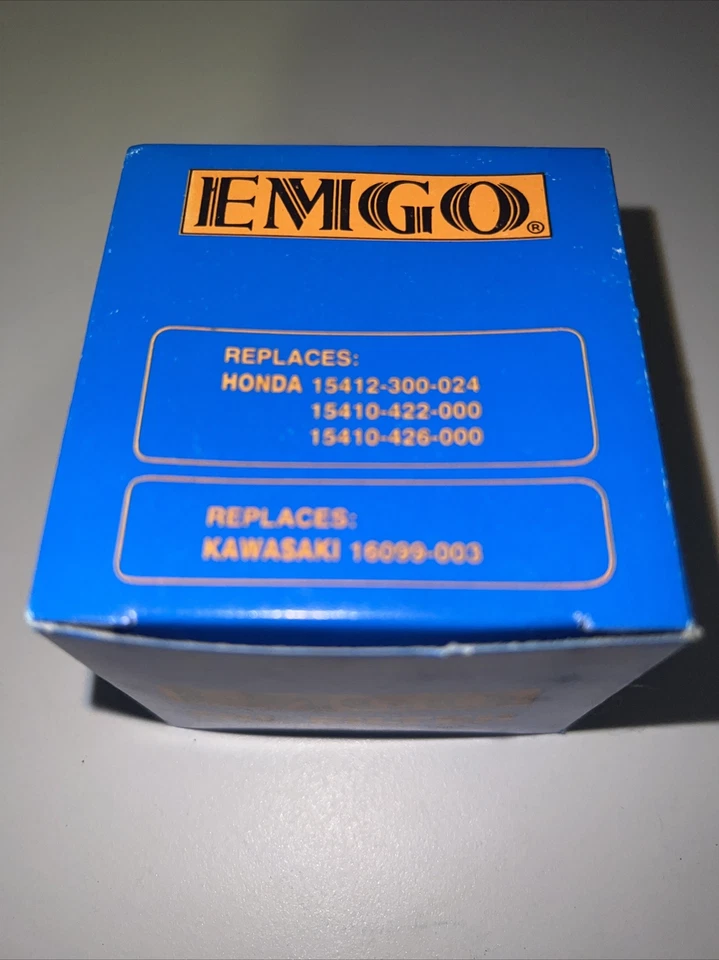 EMGO®
REPLACES:
HONDA 15412-300-024
15410-422-000
15410-426-000
REPLACES:
KAWASAKI 16099-003